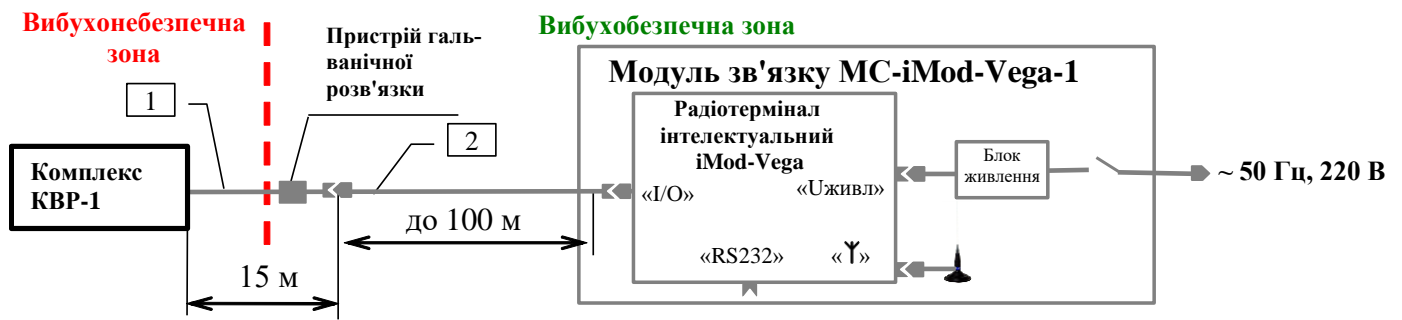 Вибухонебезпечна
зона
Пристрій галь-
ванічної
розв'язки
Вибухобезпечна зона
Модуль зв'язку МС-iMod-Vega-1
1
2
Комплекс
КВР-1
Радіотермінал
інтелектуальний
iMod-Vega
«I/O»
«Uживл»
«RS232»
«»
Блок
живлення
~ 50 Гц, 220 В
до 100 м
15 м